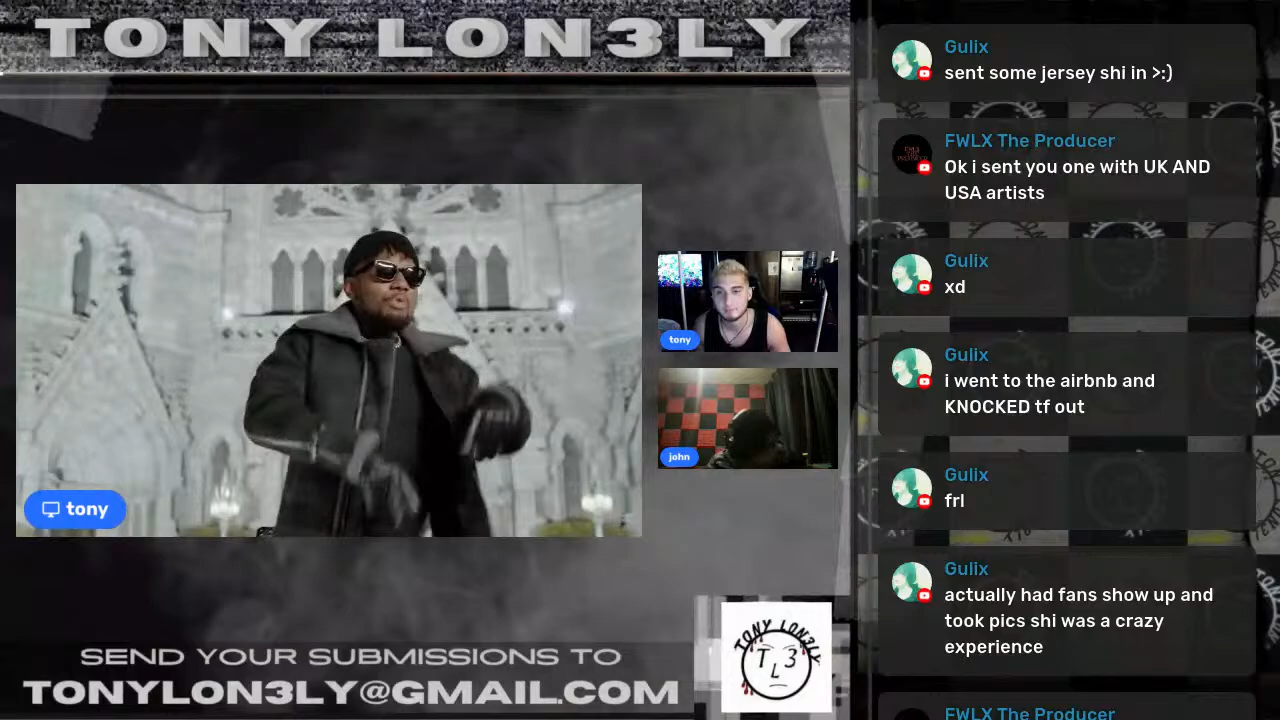 TONY LON3LY
tony
tony
john
SEND YOUR SUBMISSIONS TO
TONYLON3LY@GMAIL.COM
TONY LON3LY
T L 3
Gulix
sent some jersey shi in >:)
FWLX The Producer
Ok i sent you one with UK AND
USA artists
Gulix
xd
Gulix
i went to the airbnb and
KNOCKED tf out
Gulix
frl
Gulix
actually had fans show up and
took pics shi was a crazy
experience
FWLX The Producer